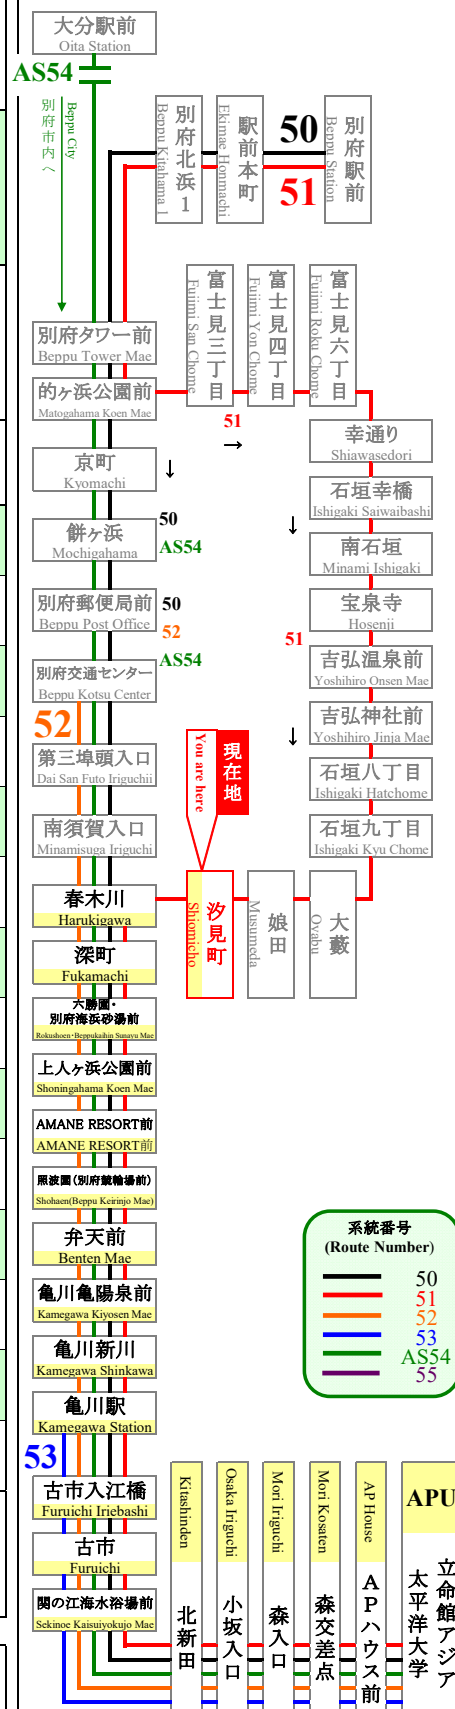 大分駅前
Oita Station
AS54
Beppu City
別府市内へ
別府北浜1
Beppu Kitahama 1
駅前本町
Ekimae Honmachi
50
51
別府駅前
Beppu Station
別府タワー前
Beppu Tower Mae
的ヶ浜公園前
Matogahama Koen Mae
富士見三丁目
Fujimi San Chome
富士見四丁目
Fujimi Yon Chome
富士見六丁目
Fujimi Roku Chome
51
→
京町
Kyomachi
↓
幸通り
Shiawasedori
石垣幸橋
Ishigaki Saiwaibashi
餅ヶ浜
Mochigahama
50
AS54
↓
南石垣
Minami Ishigaki
別府郵便局前
Beppu Post Office
50
52
AS54
宝泉寺
Hosenji
51
吉弘温泉前
Yoshihiro Onsen Mae
別府交通センター
Beppu Kotsu Center
52
吉弘神社前
Yoshihiro Jinja Mae
↓
第三埠頭入口
Dai San Futo Iriguchii
現在地
You are here
石垣八丁目
Ishigaki Hatchome
南須賀入口
Minamisuga Iriguchi
石垣九丁目
Ishigaki Kyu Chome
春木川
Harukigawa
汐見町
Shiomicho
娘田
Musumeda
大藪
Oyabu
深町
Fukamachi
六勝園・
別府海浜砂湯前
Rokushoen・Beppukaihin Sunayu Mae
上人ヶ浜公園前
Shoningahama Koen Mae
AMANE RESORT前
AMANE RESORT前
照波園(別府競輪場前)
Shohaen(Beppu Keirinjo Mae)
弁天前
Benten Mae
亀川亀陽泉前
Kamegawa Kiyosen Mae
亀川新川
Kamegawa Shinkawa
亀川駅
Kamegawa Station
系統番号
(Route Number)
50
51
52
53
AS54
55
53
古市入江橋
Furuichi Iriebashi
古市
Furuichi
関の江海水浴場前
Sekinoe Kaisuiyokujo Mae
Kitashinden
北新田
Osaka Iriguchi
小坂入口
Mori Iriguchi
森入口
Mori Kosaten
森交差点
AP House
APハウス前
APU
立命館アジア
太平洋大学